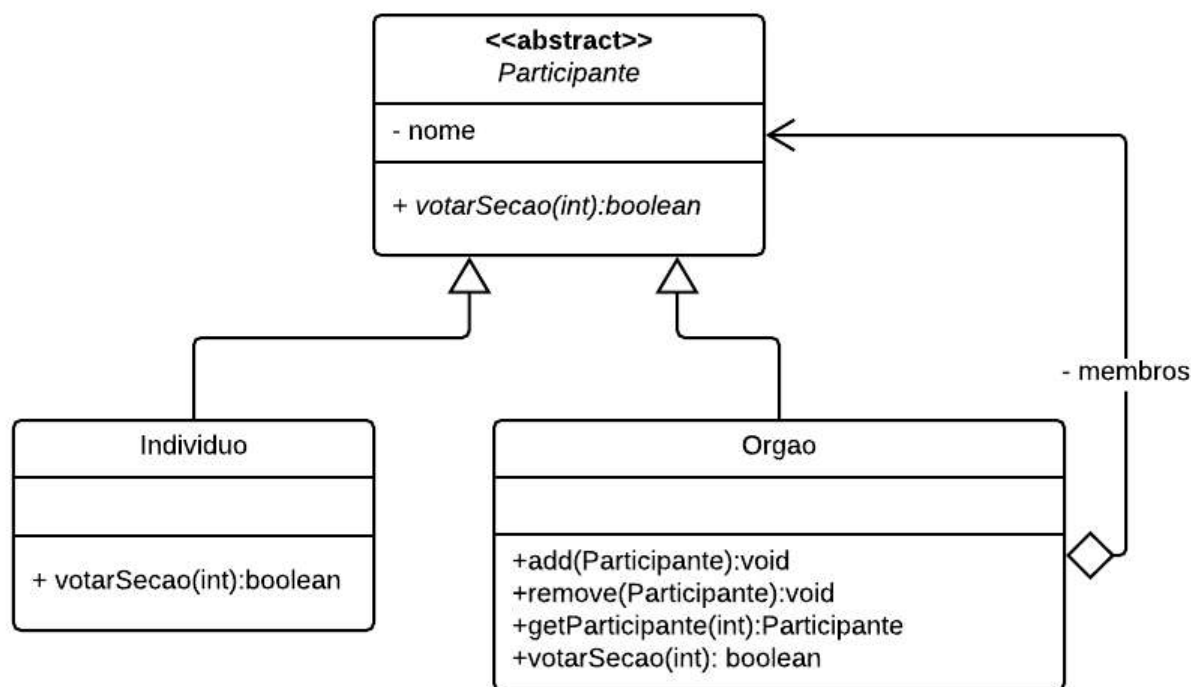 <<abstract>>
Participante
- nome
+ votarSecao(int):boolean
- membros
Individuo
+ votarSecao(int):boolean
Orgao
+add(Participante):void
+remove(Participante):void
+getParticipante(int):Participante
+votarSecao(int): boolean